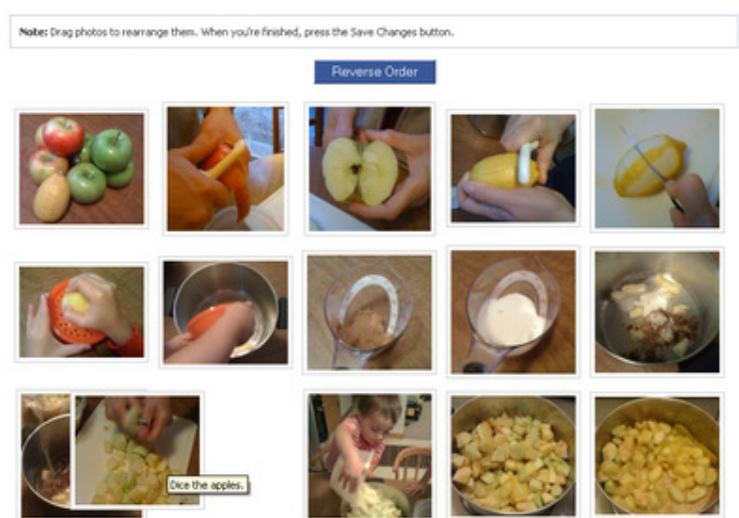 Note: Drag photos to rearrange them. When you're finished, press the Save Changes button.
Reverse Order
Dice the apples.